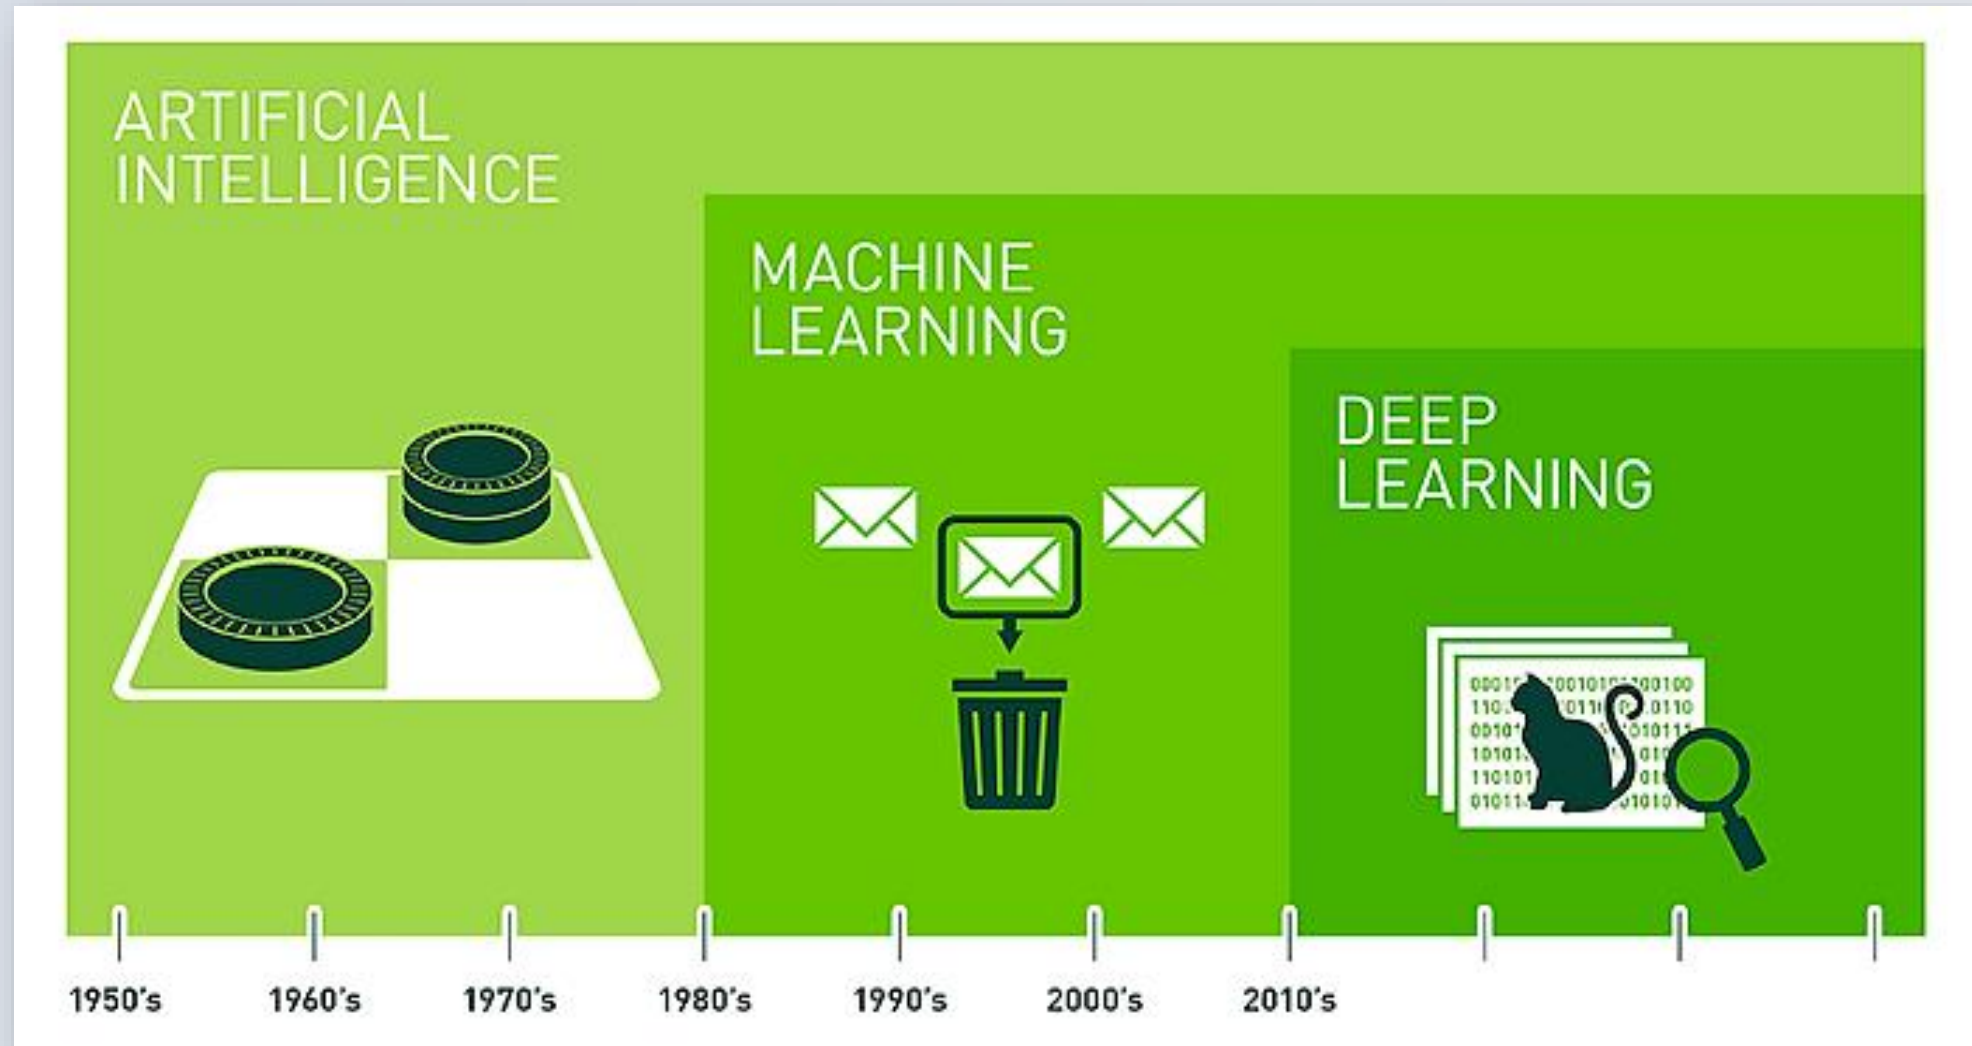 ARTIFICIAL
INTELLIGENCE
MACHINE
LEARNING
DEEP
LEARNING
1950's 1960's 1970's 1980's 1990's 2000's 2010's